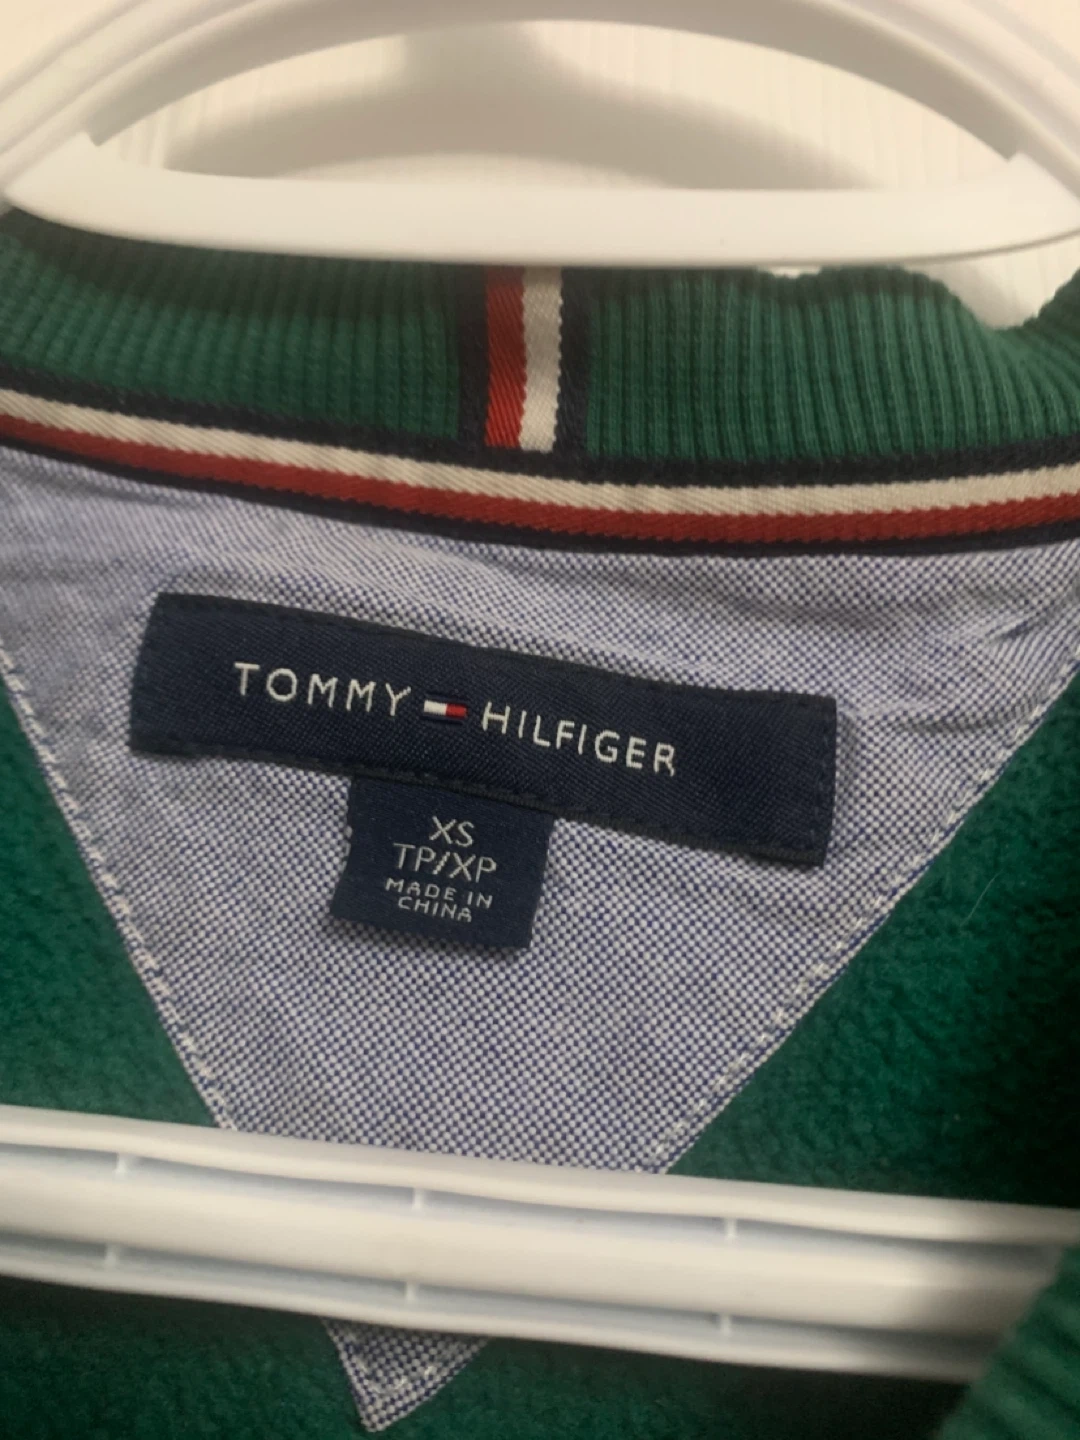 TOMMY HILFIGER
XS
TP/XP
MADE IN
CHINA